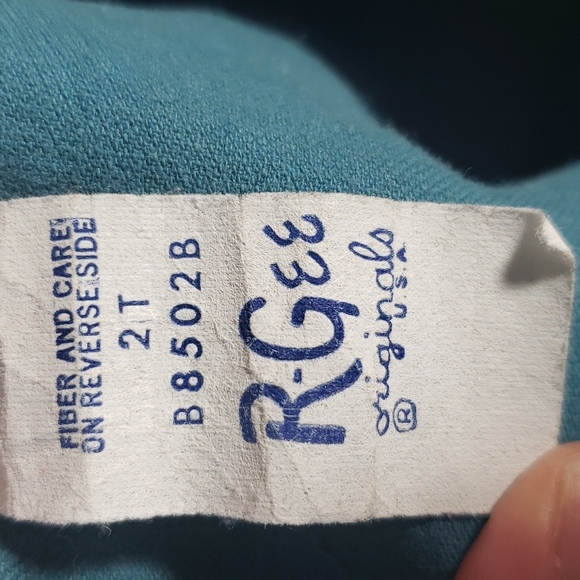 FIBER AND CARE
ON REVERSE SIDE
2T
B8502B
R-Gee
originals
® U.S.A